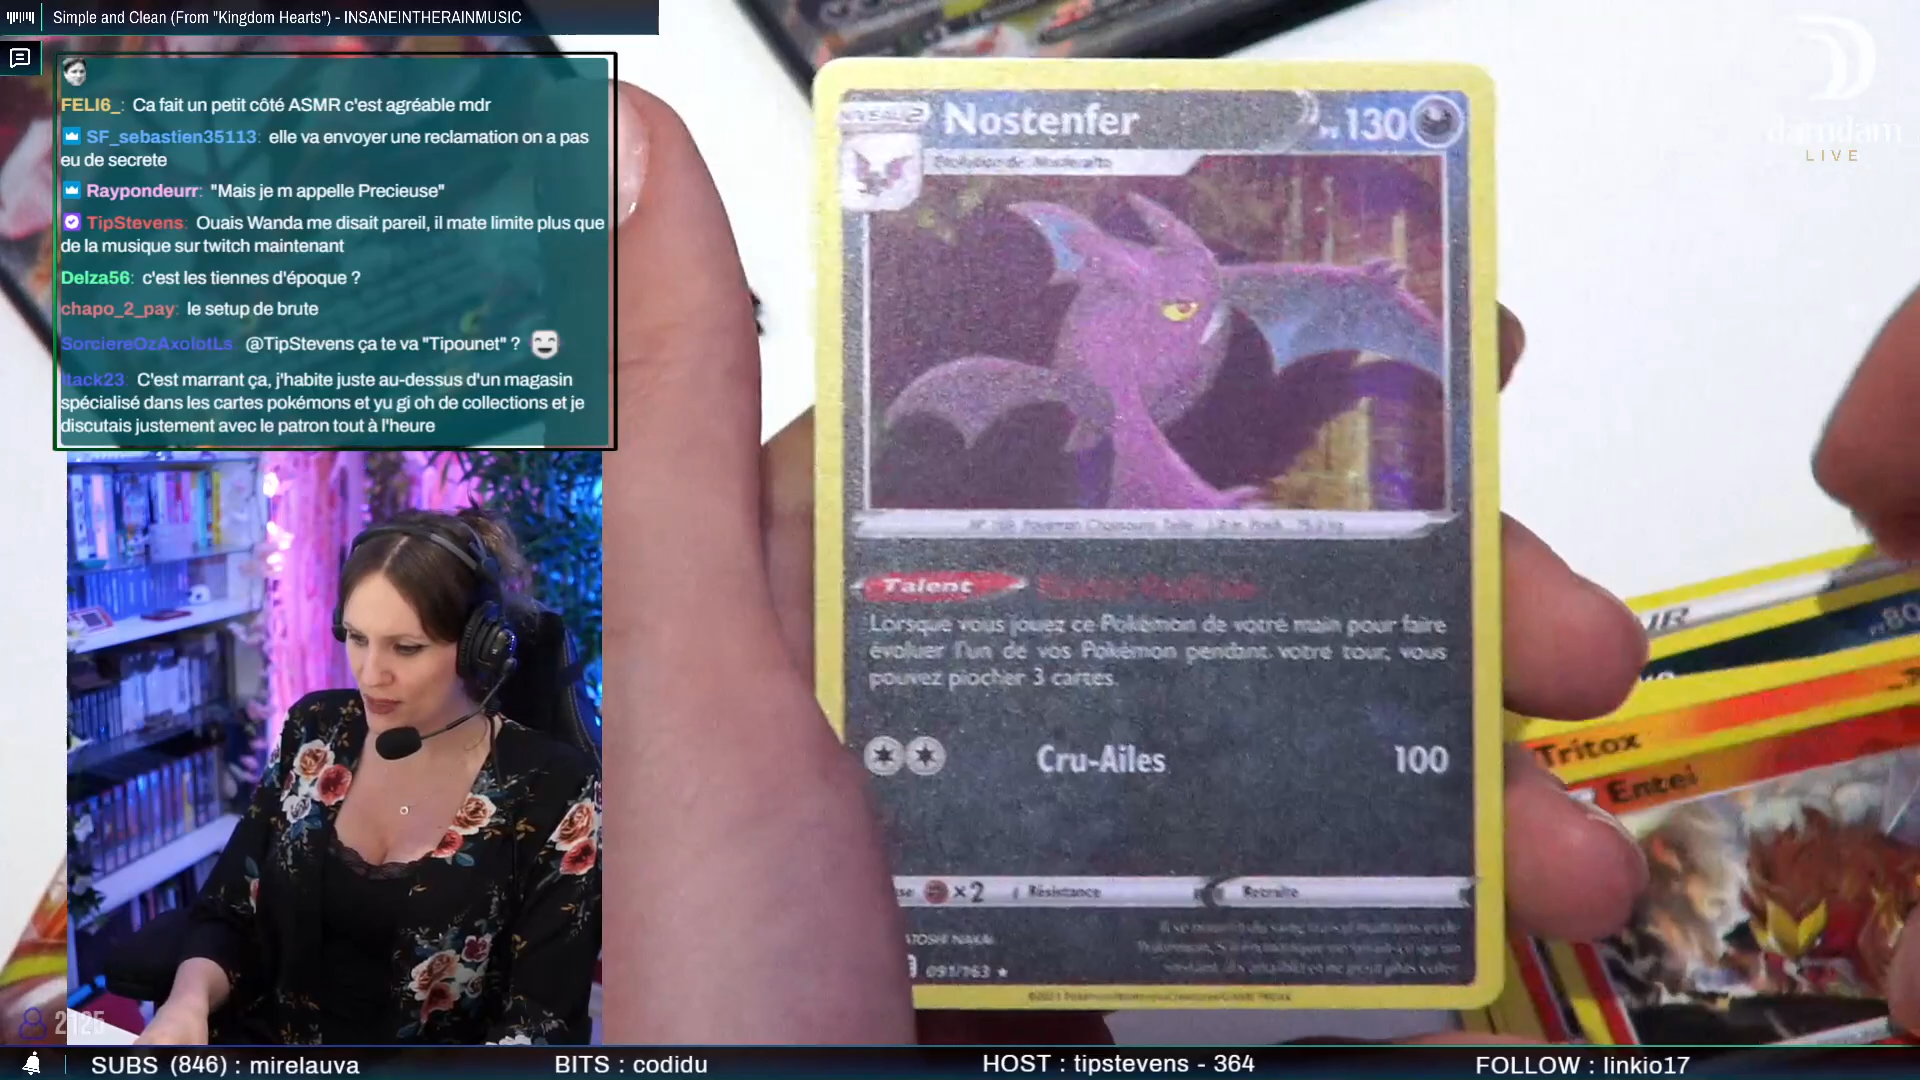 Simple and Clean (From "Kingdom Hearts") - INSANEINTHERAINMUSIC
FELI6_: Ca fait un petit côté ASMR c'est agréable mdr
SF_sebastien35113: elle va envoyer une reclamation on a pas
eu de secrete
Raypondeurr: "Mais je m appelle Precieuse"
TipStevens: Ouais Wanda me disait pareil, il mate limite plus que
de la musique sur twitch maintenant
Delza56: c'est les tiennes d'époque ?
chapo_2_pay: le setup de brute
SorciereOzAxolotLs: @TipStevens ça te va "Tipounet" ?
C'est marrant ça, j'habite juste au-dessus d'un magasin
spécialisé dans les cartes pokémons et yu gi oh de collections et je
discutais justement avec le patron tout à l'heure
damdam
LIVE
Nostenfer
130
Talent
Lorsque vous jouez ce Pokémon de votre main pour faire
évoluer l'un de vos Pokémon pendant votre tour, vous
pouvez piocher 3 cartes.
Cru-Ailes 100
×2 Résistance Retraite
091/163
80
Tritox
Entei
2125
SUBS (846) : mirelauva
BITS : codidu
HOST : tipstevens - 364
FOLLOW : linkio17